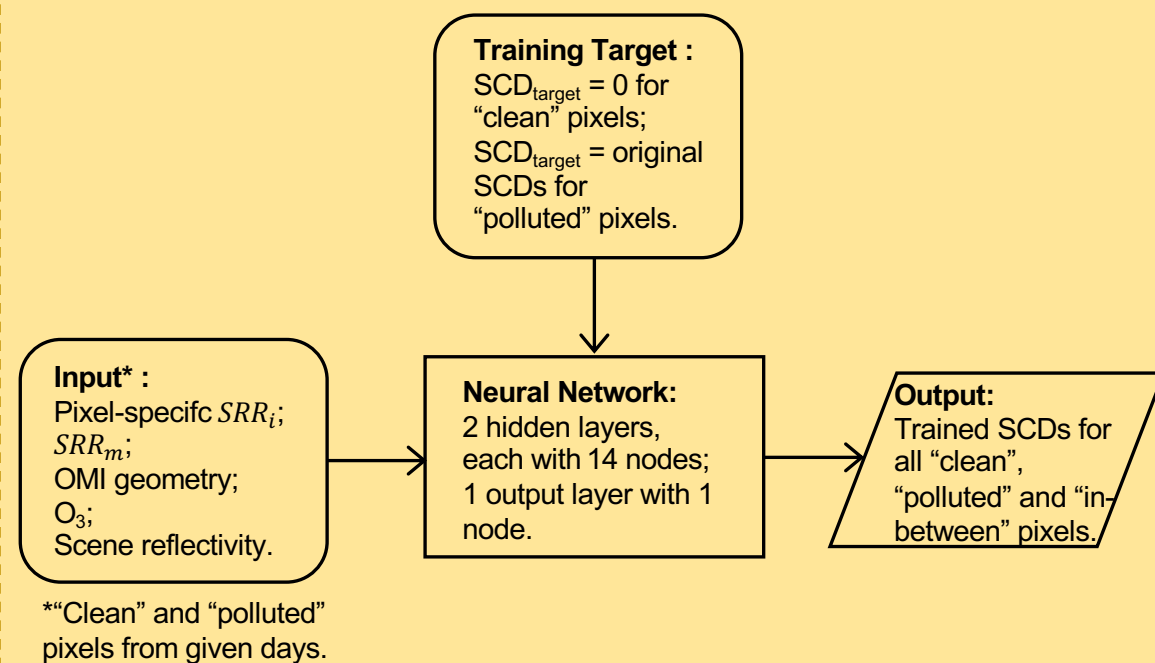 Training Target :
SCDtarget = 0 for
“clean” pixels;
SCDtarget = original
SCDs for
“polluted” pixels.
Input* :
Pixel-specifc SRRi;
SRRm;
OMI geometry;
O3;
Scene reflectivity.
*“Clean” and “polluted”
pixels from given days.
Neural Network:
2 hidden layers,
each with 14 nodes;
1 output layer with 1
node.
Output:
Trained SCDs for
all “clean”,
“polluted” and “in-
between” pixels.